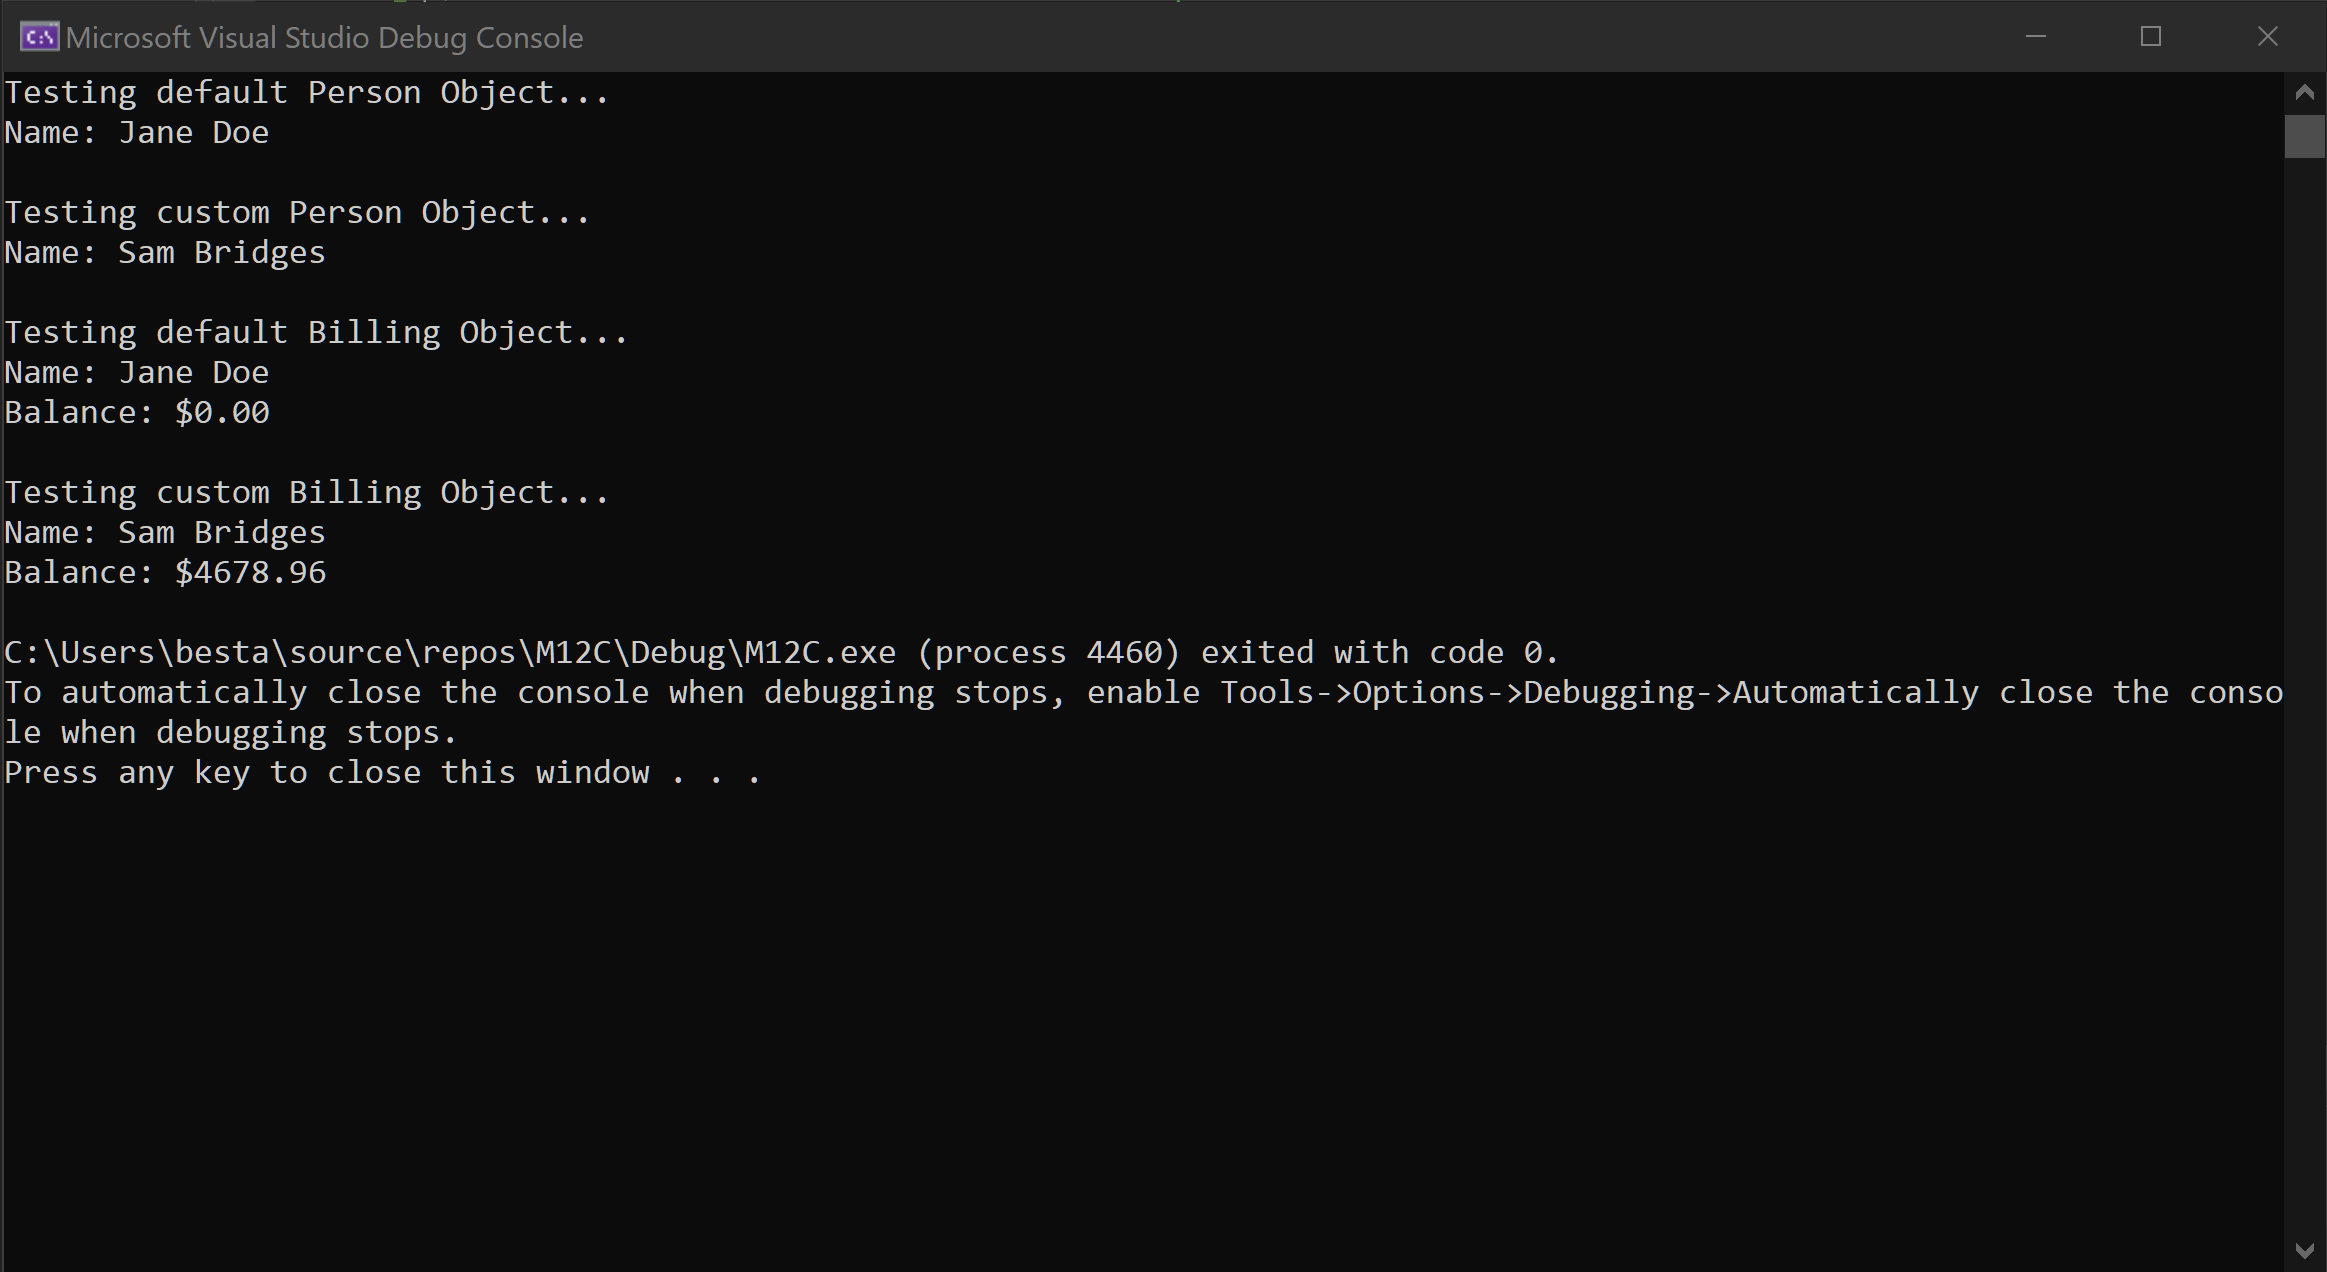 Microsoft Visual Studio Debug Console
Testing default Person Object...
Name: Jane Doe
Testing custom Person Object...
Name: Sam Bridges
Testing default Billing Object...
Name: Jane Doe
Balance: $0.00
Testing custom Billing Object...
Name: Sam Bridges
Balance: $4678.96
C:\Users\besta\source\repos\M12C\Debug\M12C.exe (process 4460) exited with code 0.
To automatically close the console when debugging stops, enable Tools->Options->Debugging->Automatically close the conso
le when debugging stops.
Press any key to close this window . . .